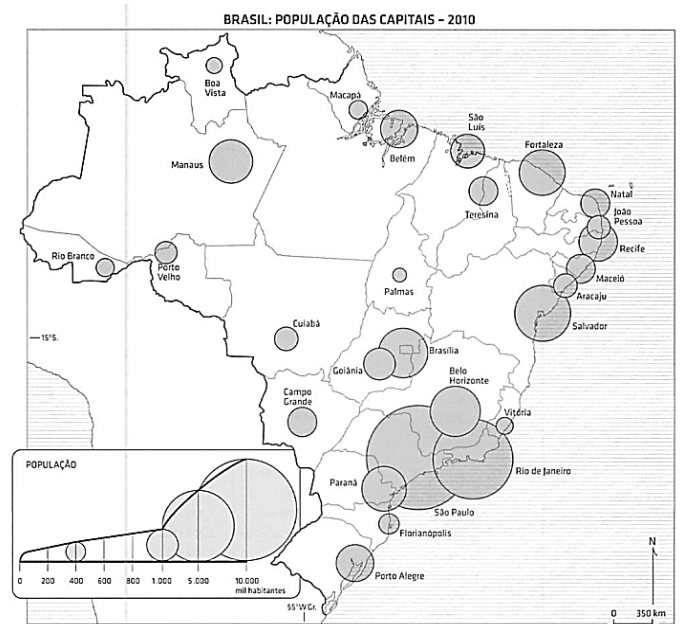 BRASIL: POPULAÇÃO DAS CAPITAIS – 2010
Boa
Vista
Macapá
Manaus
Belém
São
Luis
Fortaleza
Teresina
Natal
João
Pessoa
Recife
Maceió
Aracaju
Salvador
Rio Branco
Porto
Velho
Palmas
15°S.
Cuiabá
Goiânia
Brasília
Belo
Horizonte
Campo
Grande
Vitória
Rio de Janeiro
Paraná
São Paulo
Florianópolis
Porto Alegre
POPULAÇÃO
0 200 400 600 800 1.000 5.000 10.000
mil habitantes
55°WGr.
N
0 350 km